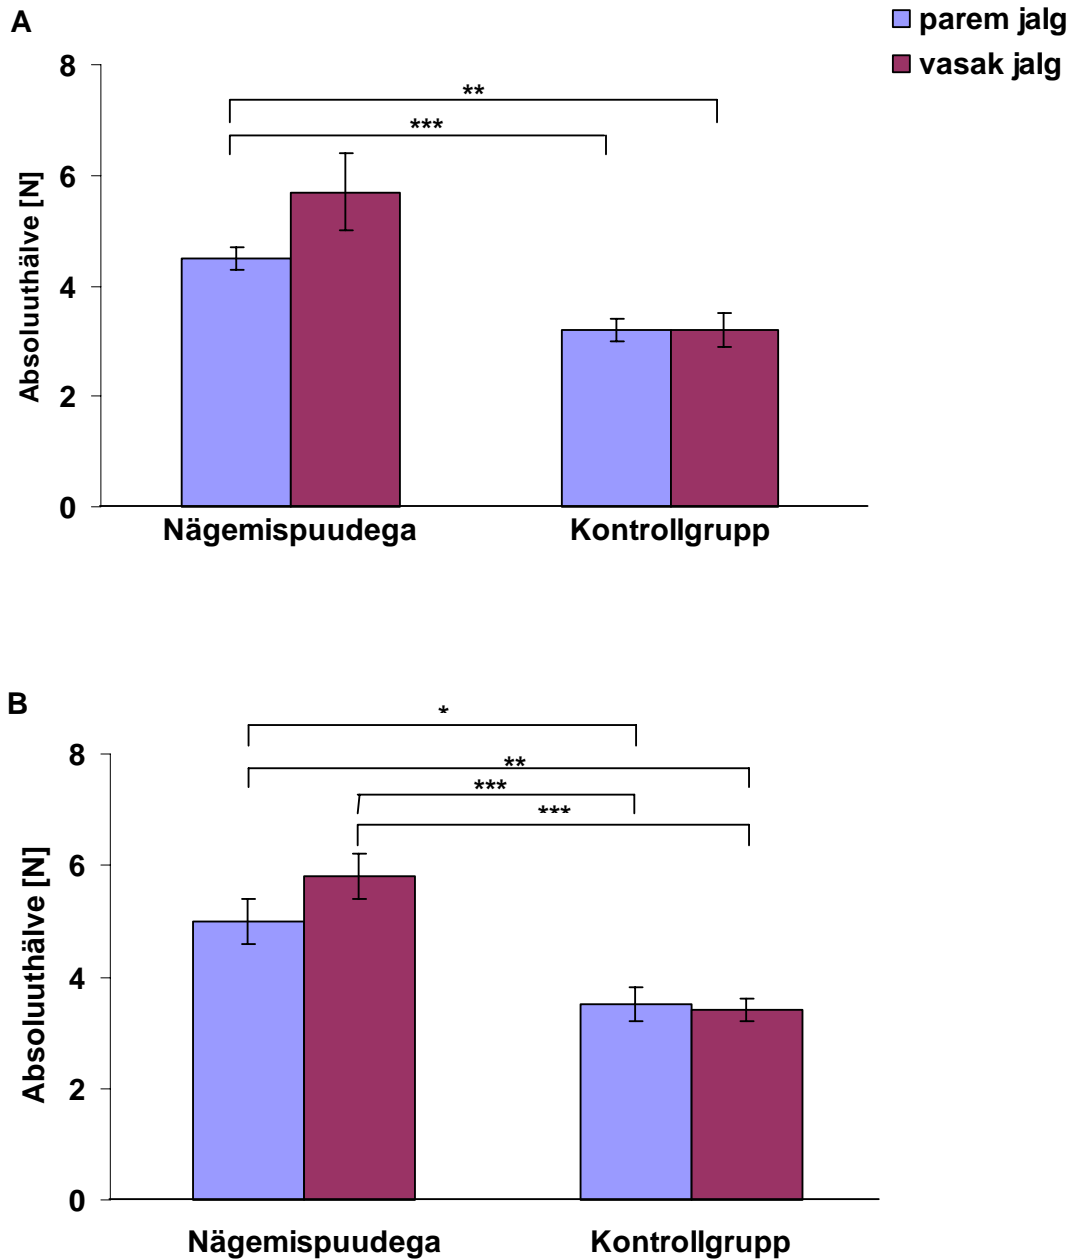 A
parem jalg
vasak jalg
Absoluuthälve [N]
8
6
4
2
0
**
***
Nägemispuudega Kontrollgrupp
B
Absoluuthälve [N]
8
6
4
2
0
*
**
***
***
Nägemispuudega Kontrollgrupp